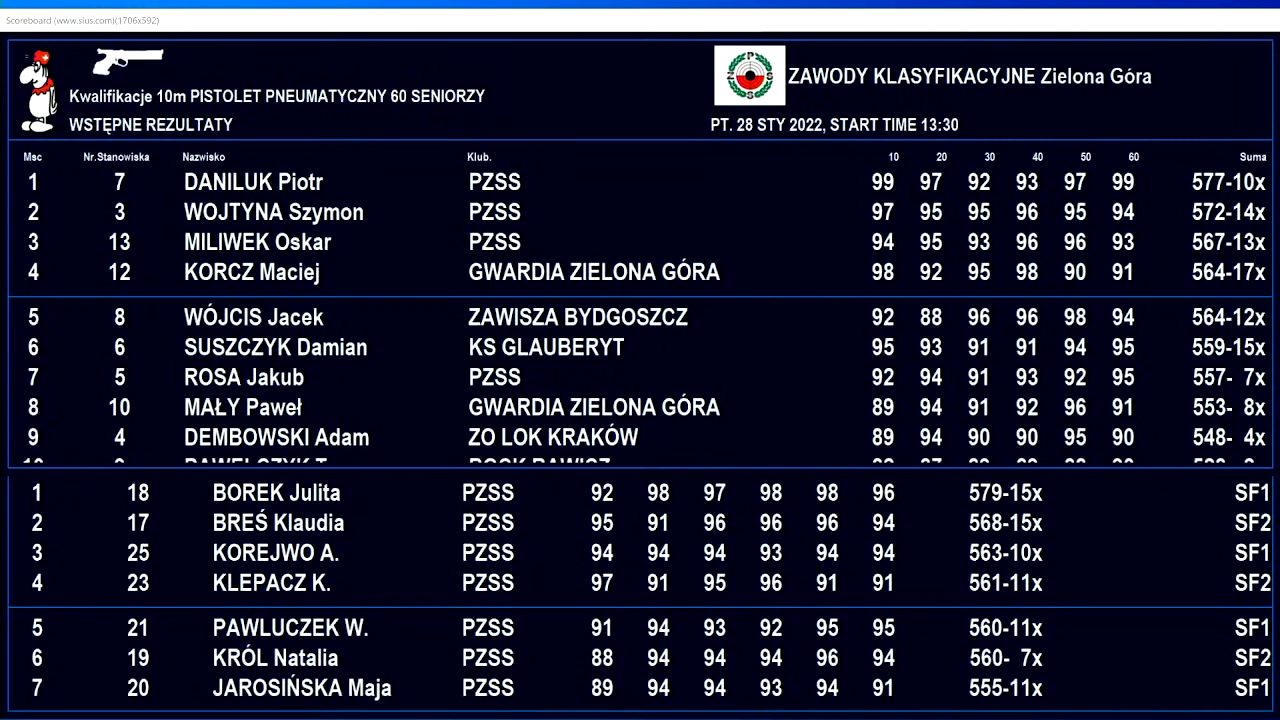 Scoreboard (www.sius.com)(1706x592)
Kwalifikacje 10m PISTOLET PNEUMATYCZNY 60 SENIORZY
ZAWODY KLASYFIKACYJNE Zielona Góra
WSTĘPNE REZULTATY
PT. 28 STY 2022, START TIME 13:30
Msc Nr.Stanowiska Nazwisko Klub. 10 20 30 40 50 60 Suma
1 7 DANILUK Piotr PZSS 99 97 92 93 97 99 577-10x
2 3 WOJTYNA Szymon PZSS 97 95 95 96 95 94 572-14x
3 13 MILIWEK Oskar PZSS 94 95 93 96 96 93 567-13x
4 12 KORCZ Maciej GWARDIA ZIELONA GÓRA 98 92 95 98 90 91 564-17x
5 8 WÓJCIS Jacek ZAWISZA BYDGOSZCZ 92 88 96 96 98 94 564-12x
6 6 SUSZCZYK Damian KS GLAUBERYT 95 93 91 91 94 95 559-15x
7 5 ROSA Jakub PZSS 92 94 91 93 92 95 557- 7x
8 10 MAŁY Paweł GWARDIA ZIELONA GÓRA 89 94 91 92 96 91 553- 8x
9 4 DEMBOWSKI Adam ZO LOK KRAKÓW 89 94 90 90 95 90 548- 4x
1 18 BOREK Julita PZSS 92 98 97 98 98 96 579-15x SF1
2 17 BREŚ Klaudia PZSS 95 91 96 96 96 94 568-15x SF2
3 25 KOREJWO A. PZSS 94 94 94 93 94 94 563-10x SF1
4 23 KLEPACZ K. PZSS 97 91 95 96 91 91 561-11x SF2
5 21 PAWLUCZEK W. PZSS 91 94 93 92 95 95 560-11x SF1
6 19 KRÓL Natalia PZSS 88 94 94 94 96 94 560- 7x SF2
7 20 JAROSIŃSKA Maja PZSS 89 94 94 93 94 91 555-11x SF1